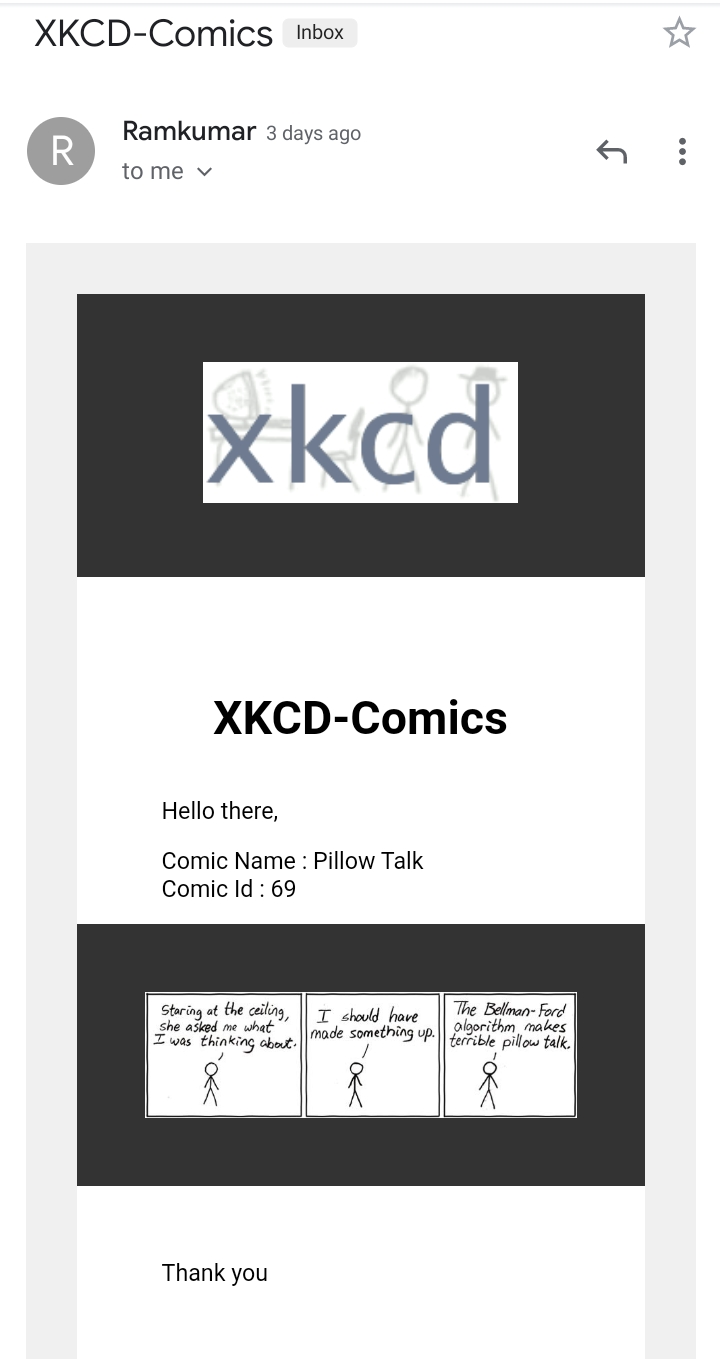 XKCD-Comics Inbox
R
Ramkumar 3 days ago
to me
xkcd
XKCD-Comics
Hello there,
Comic Name : Pillow Talk
Comic Id : 69
Staring at the ceiling,
she asked me what
I was thinking about.
I should have
made something up.
The Bellman-Ford
algorithm makes
terrible pillow talk.
Thank you